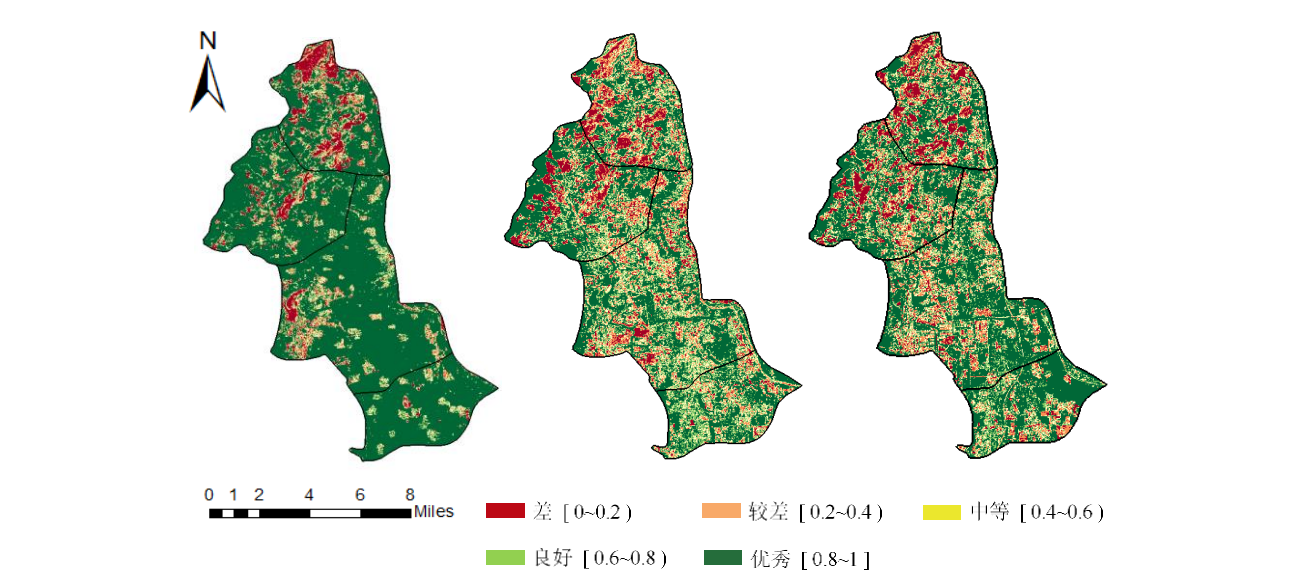 N
0 1 2 4 6 8
Miles
差 [ 0~0.2 )
较差 [ 0.2~0.4 )
中等 [ 0.4~0.6 )
良好 [ 0.6~0.8 )
优秀 [ 0.8~1 ]